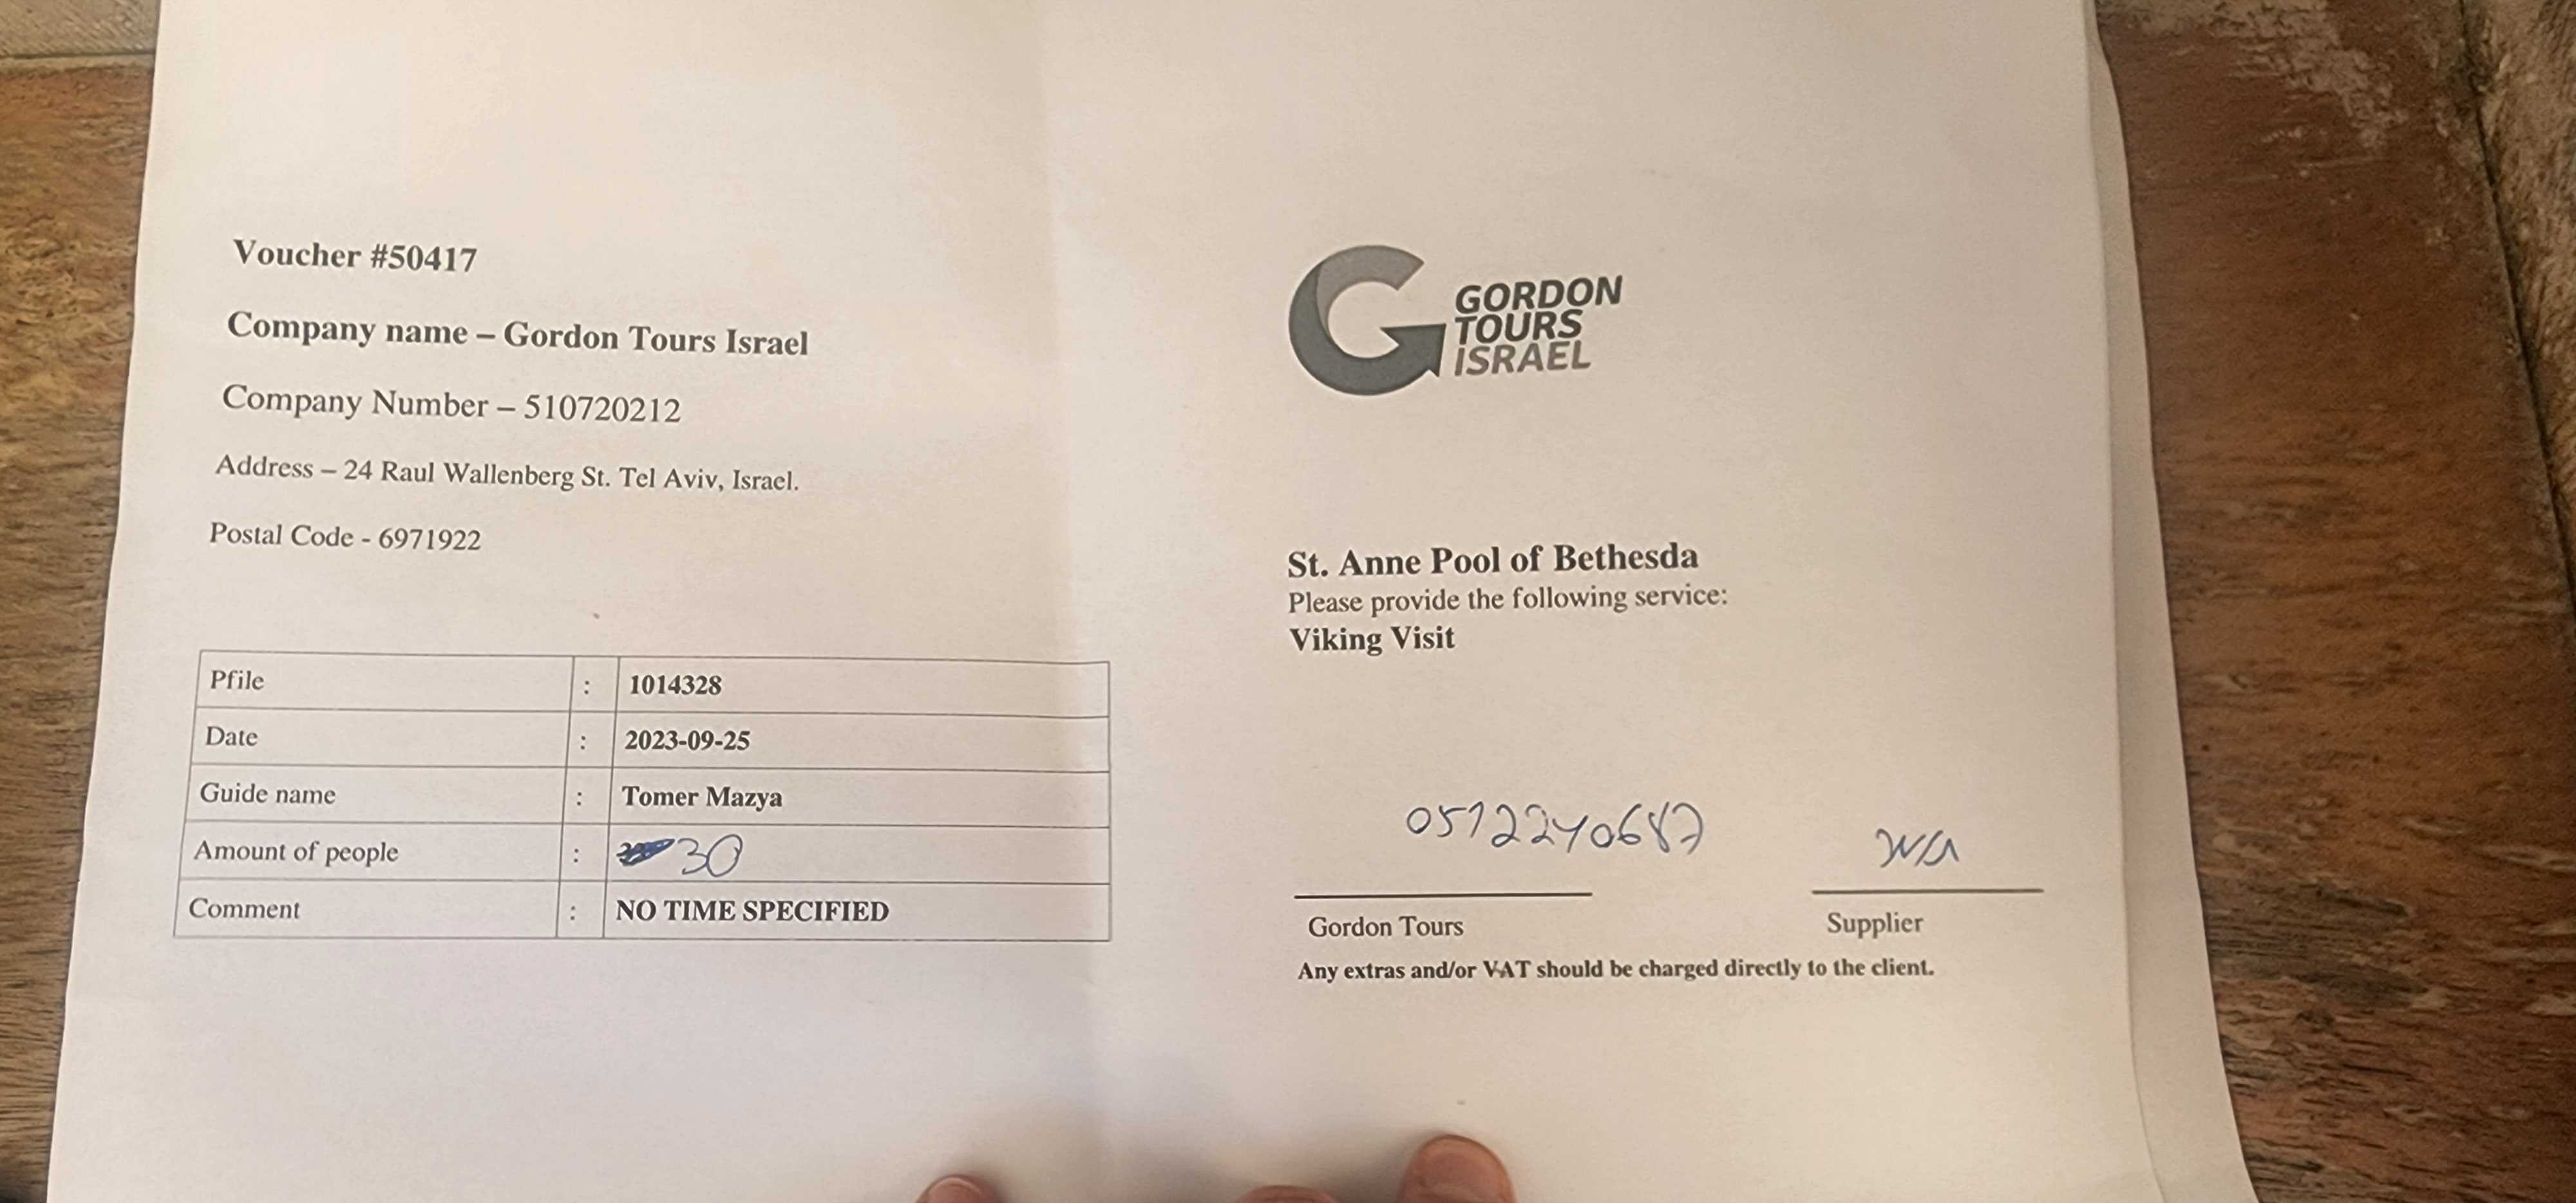 Voucher #50417
Company name – Gordon Tours Israel
Company Number – 510720212
Address – 24 Raul Wallenberg St. Tel Aviv, Israel.
Postal Code - 6971922
Pfile : 1014328
Date : 2023-09-25
Guide name : Tomer Mazya
Amount of people : 30
Comment : NO TIME SPECIFIED
GORDON
TOURS
ISRAEL
St. Anne Pool of Bethesda
Please provide the following service:
Viking Visit
Gordon Tours
Supplier
Any extras and/or VAT should be charged directly to the client.